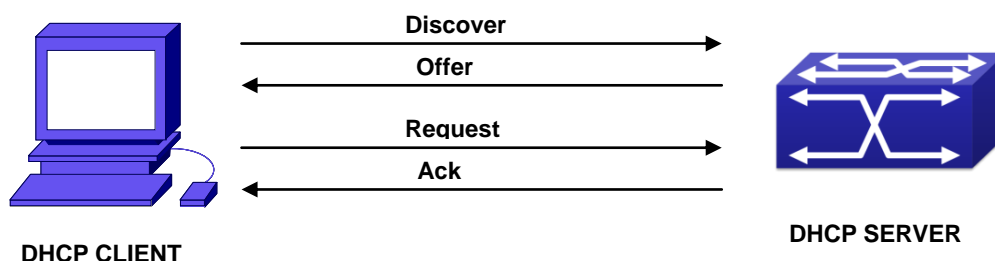 Discover
Offer
Request
Ack
DHCP CLIENT
DHCP SERVER